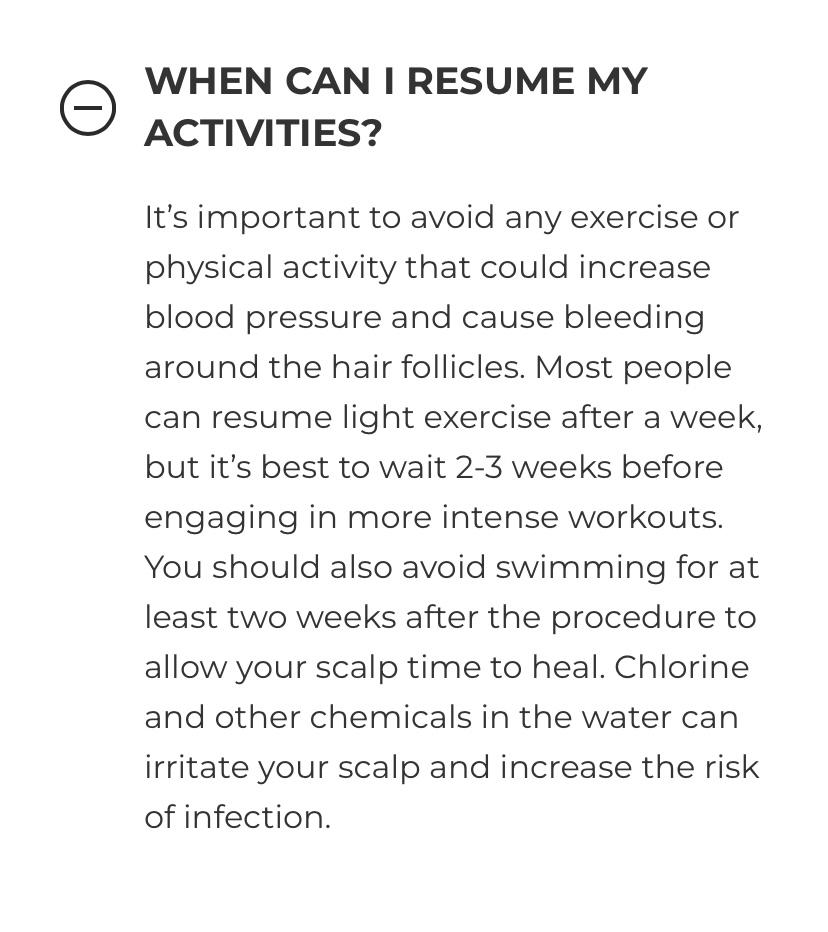 WHEN CAN I RESUME MY
ACTIVITIES?
It’s important to avoid any exercise or
physical activity that could increase
blood pressure and cause bleeding
around the hair follicles. Most people
can resume light exercise after a week,
but it’s best to wait 2-3 weeks before
engaging in more intense workouts.
You should also avoid swimming for at
least two weeks after the procedure to
allow your scalp time to heal. Chlorine
and other chemicals in the water can
irritate your scalp and increase the risk
of infection.